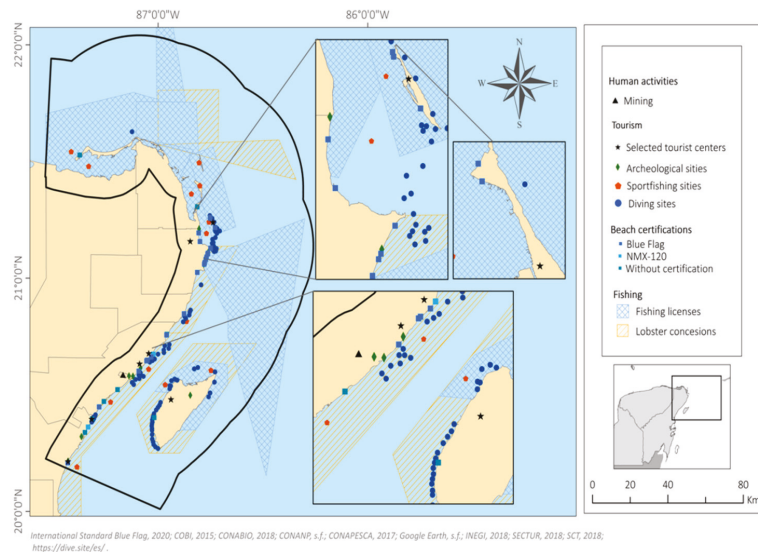 87°0'0"W
86°0'0"W
22°0'0"N
21°0'0"N
20°0'0"N
N
W
E
S
Human activities
Mining
Tourism
Selected tourist centers
Archeological sities
Sportfishing sities
Diving sities
Beach certifications
Blue Flag
NMX-120
Without certification
Fishing
Fishing licenses
Lobster concesions
0 20 40 80
Km
International Standard Blue Flag, 2020; COBI, 2015; CONABIO, 2018; CONANP, s.f.; CONAPESCA, 2017; Google Earth, s.f.; INEGI, 2018; SECTUR, 2018; SCT, 2018;
https://dive.site/es/ .